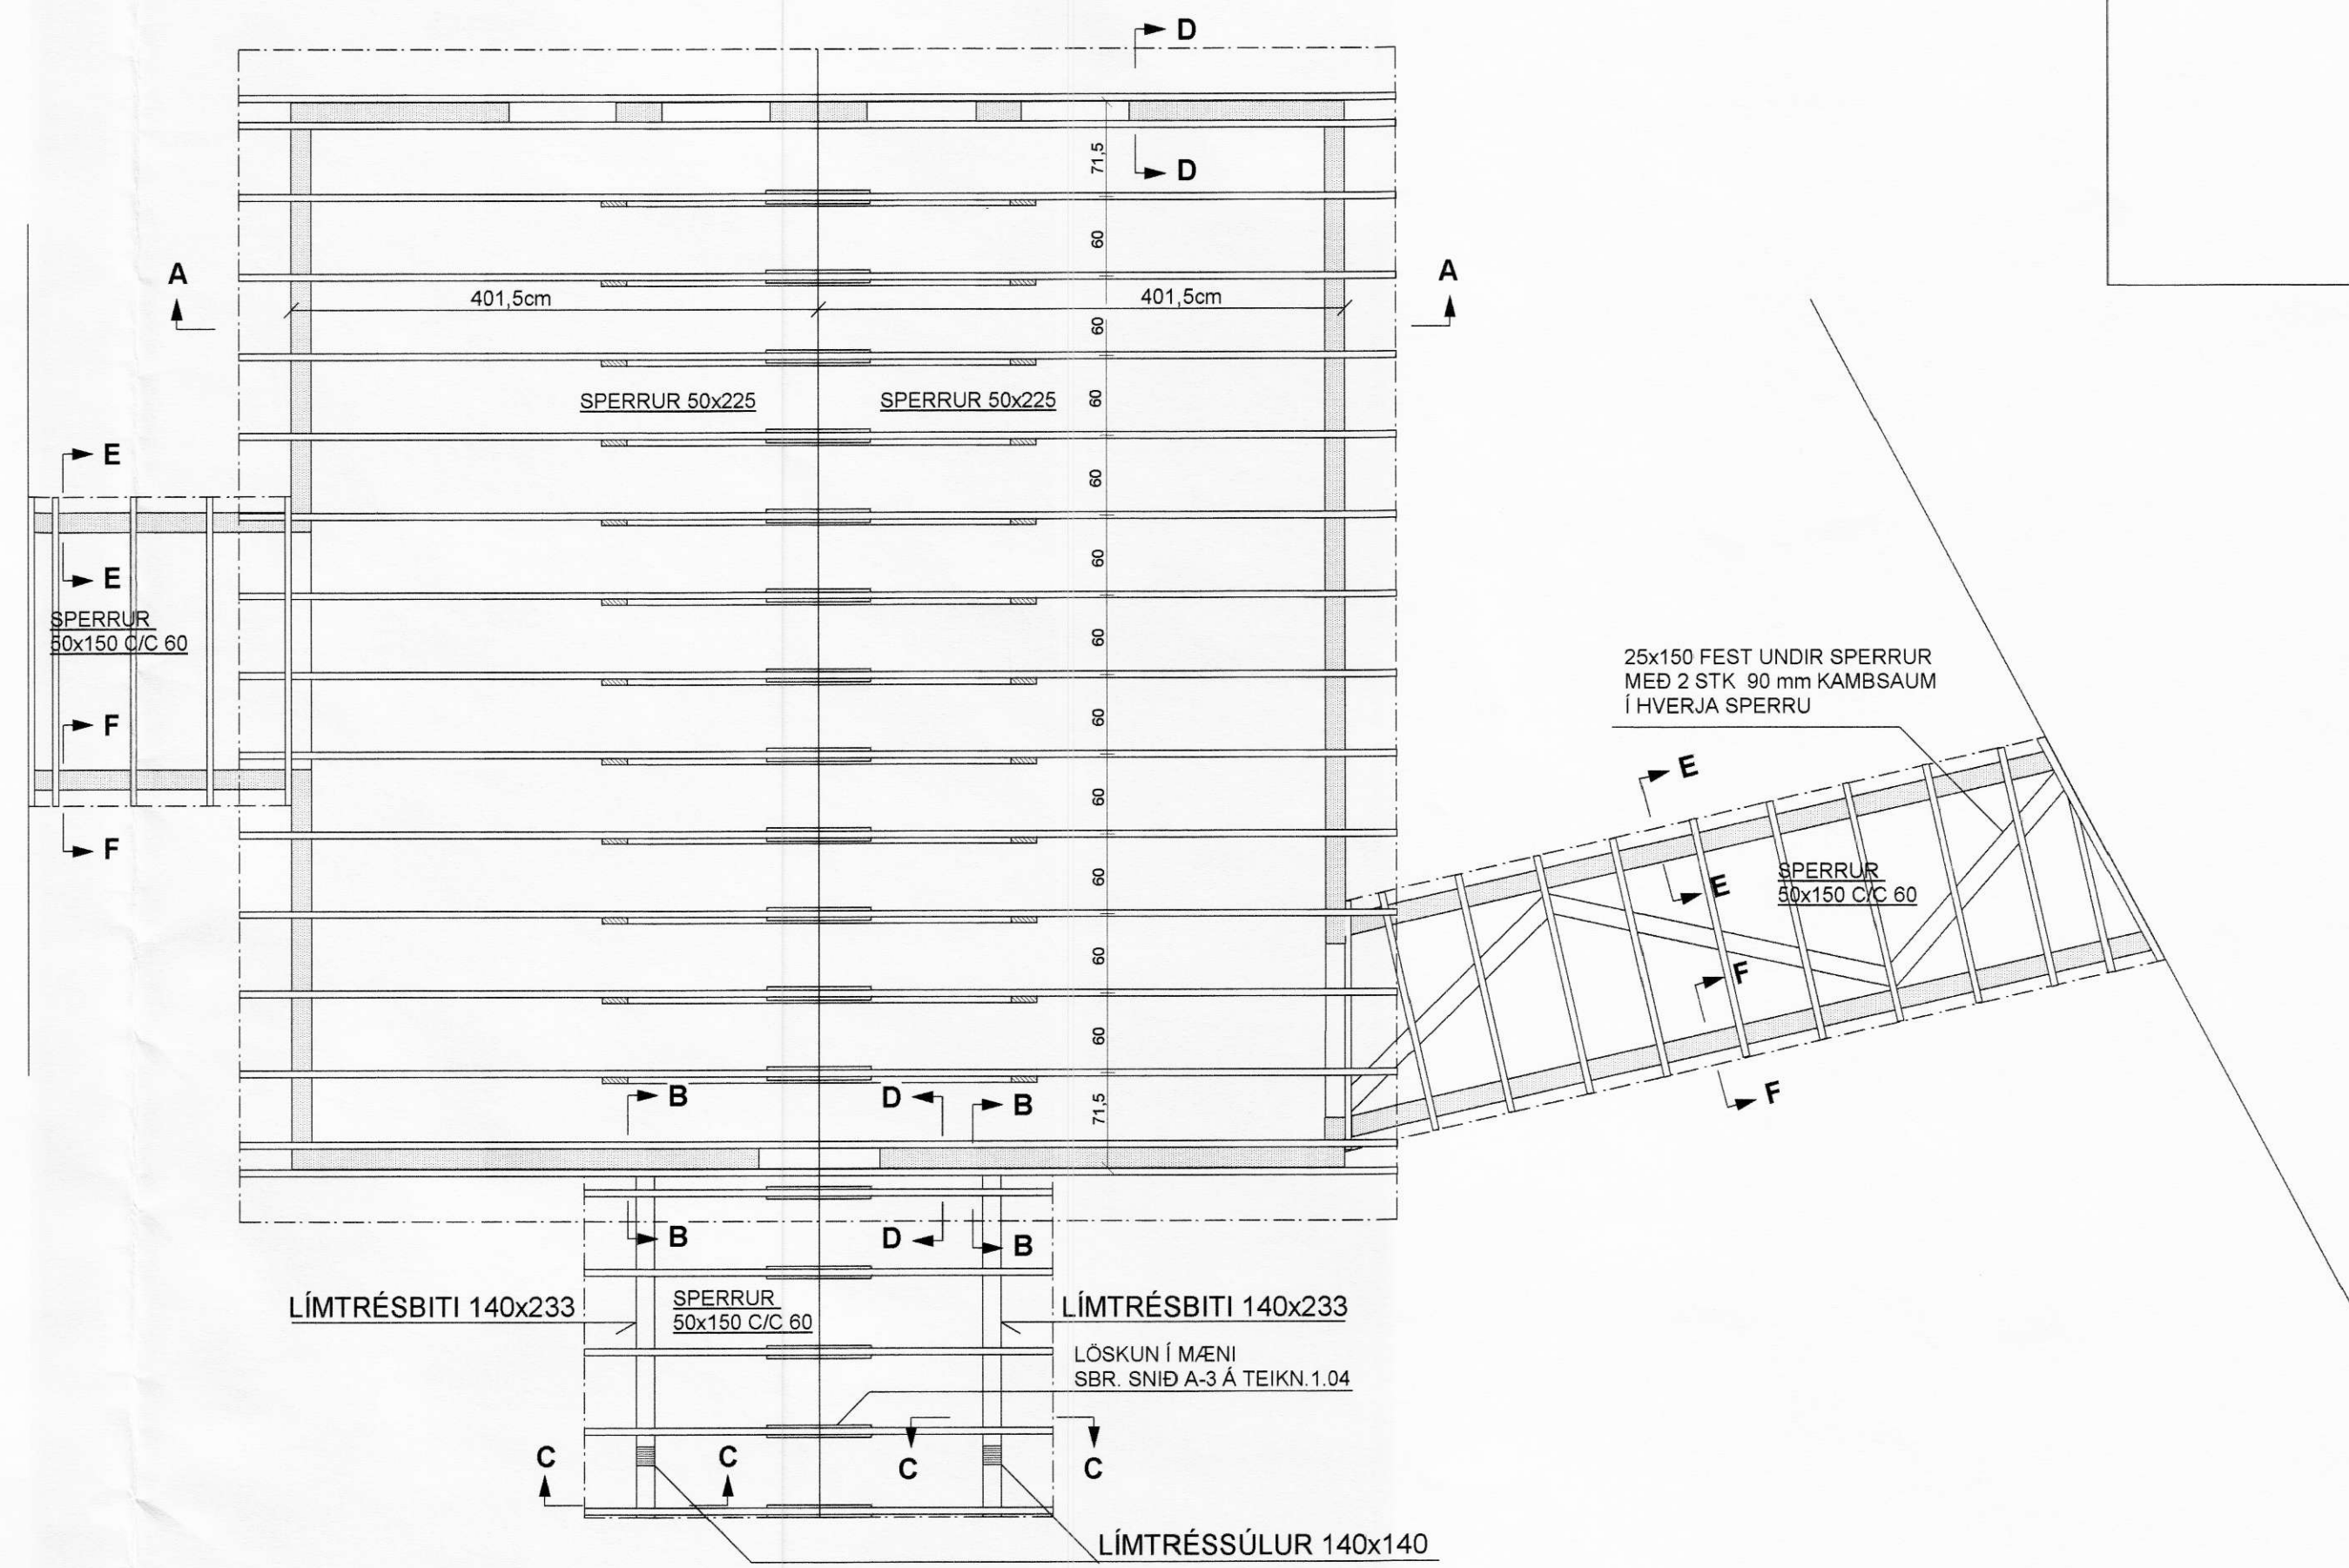 D
D
71,5
60
A
A
401,5cm
401,5cm
60
SPERRUR 50x225
SPERRUR 50x225
60
E
60
60
E
SPERRUR
50x150 C/C 60
60
25x150 FEST UNDIR SPERRUR
MEÐ 2 STK 90 mm KAMBSAUM
Í HVERJA SPERRU
F
60
E
60
F
60
SPERRUR
50x150 C/C 60
E
60
F
60
F
B
D
B
71,5
B
D
B
LÍMTRÉSBITI 140x233
SPERRUR
50x150 C/C 60
LÍMTRÉSBITI 140x233
LÖSKUN Í MÆNI
SBR. SNIÐ A-3 Á TEIKN.1.04
C
C
C
C
LÍMTRÉSSÚLUR 140x140